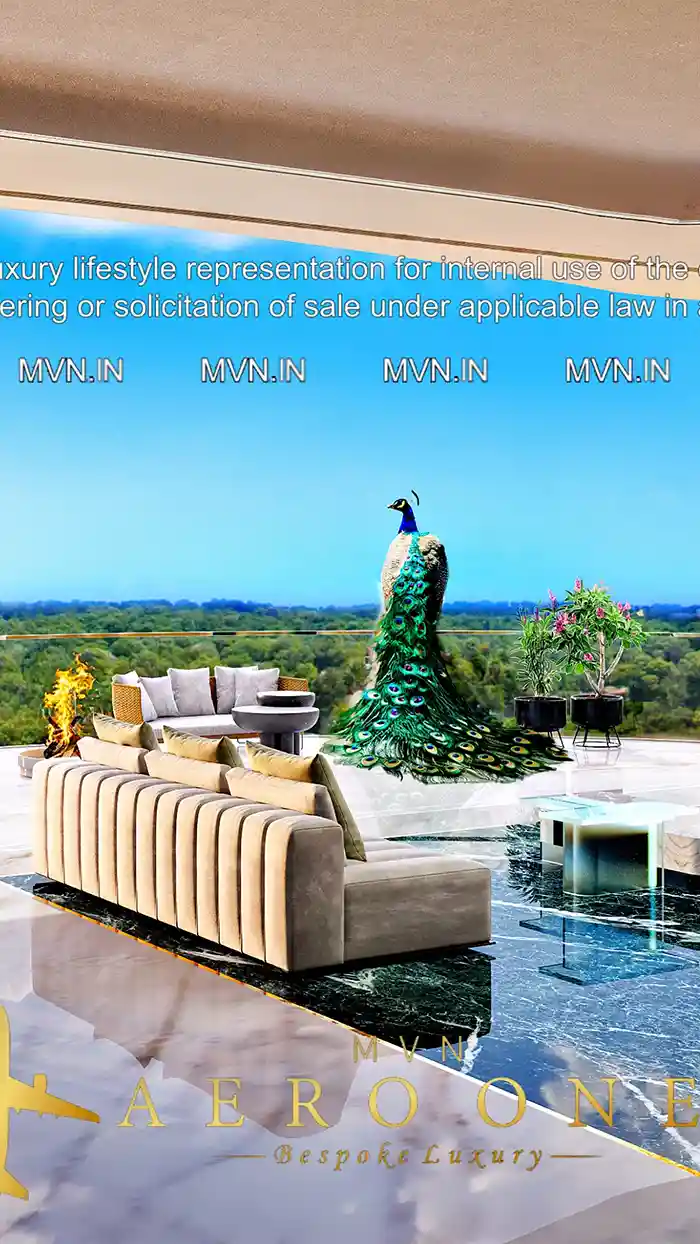 uxury lifestyle representation for internal use of the
ering or solicitation of sale under applicable law in
MVN.IN MVN.IN MVN.IN MVN.IN
MVN
AERO ONE
Bespoke Luxury